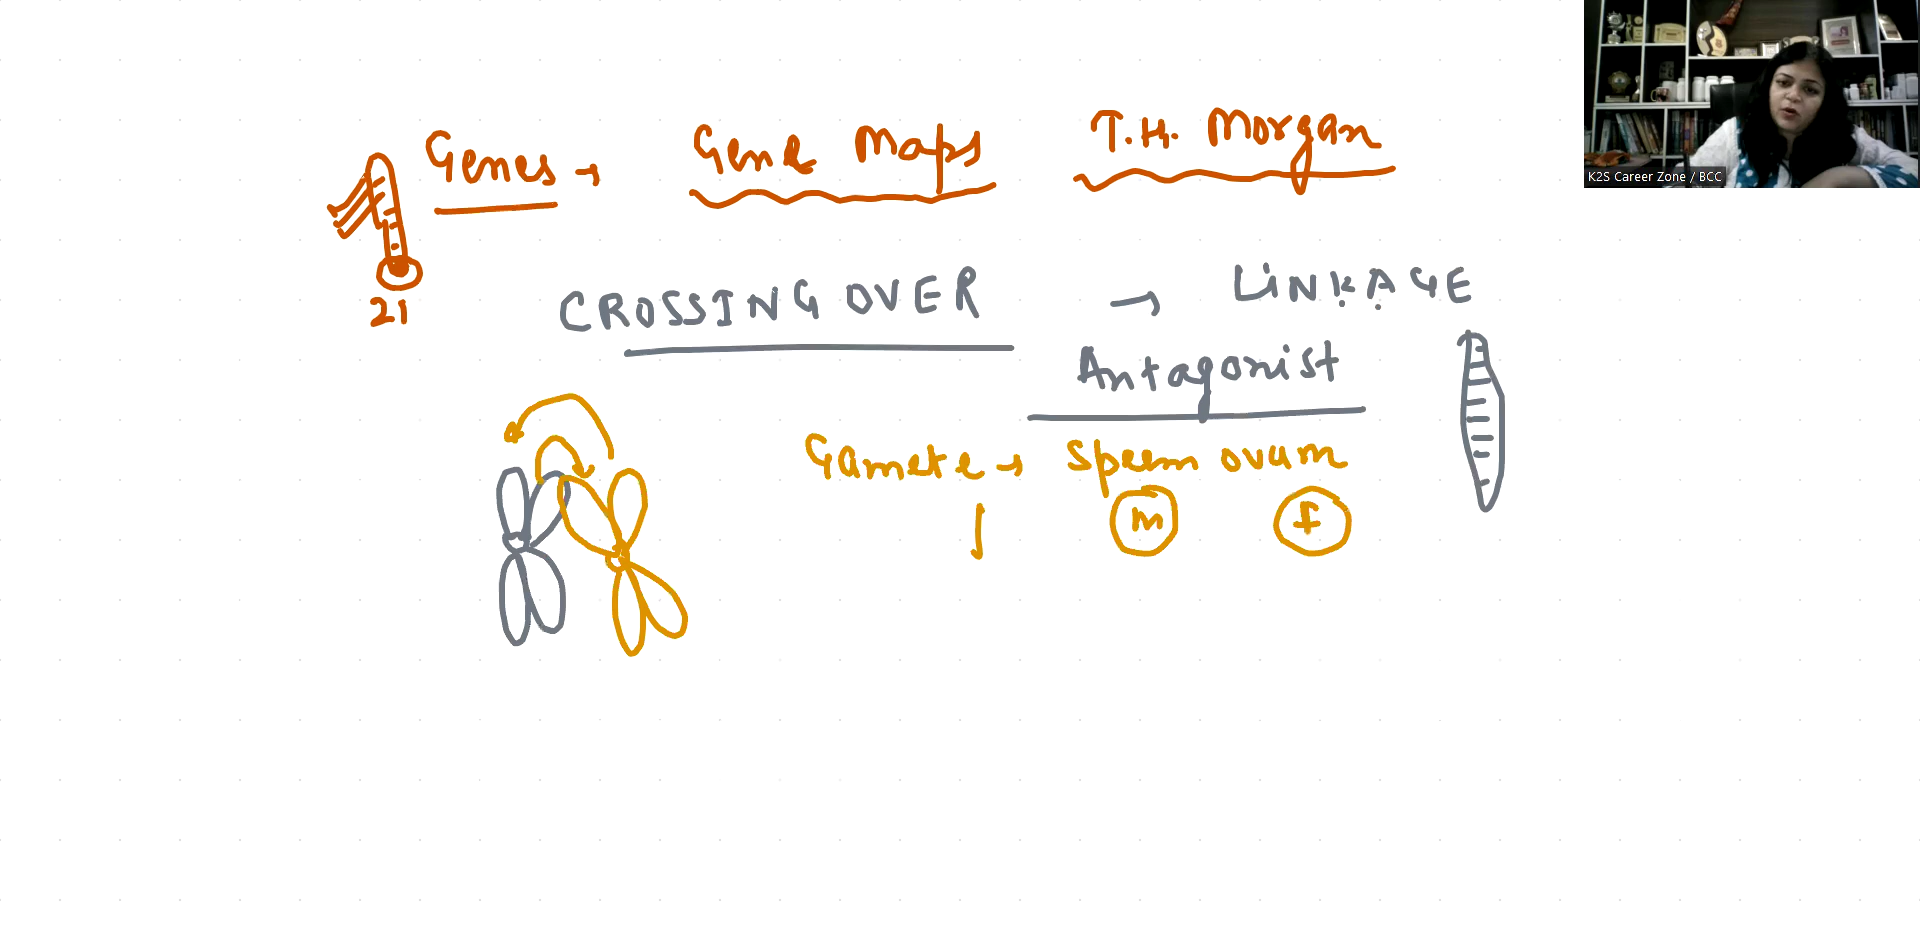 Genes → Gene Maps T.H. Morgan
21
CROSSING OVER → LINKAGE
Antagonist
Gamete → Sperm ovum
m f
K2S Career Zone / BCC